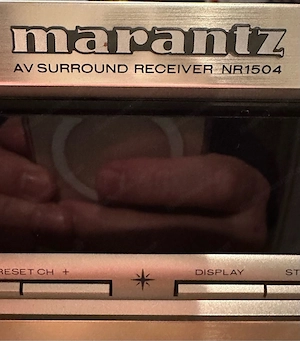 marantz
AV SURROUND RECEIVER NR1504
RESET CH + DISPLAY